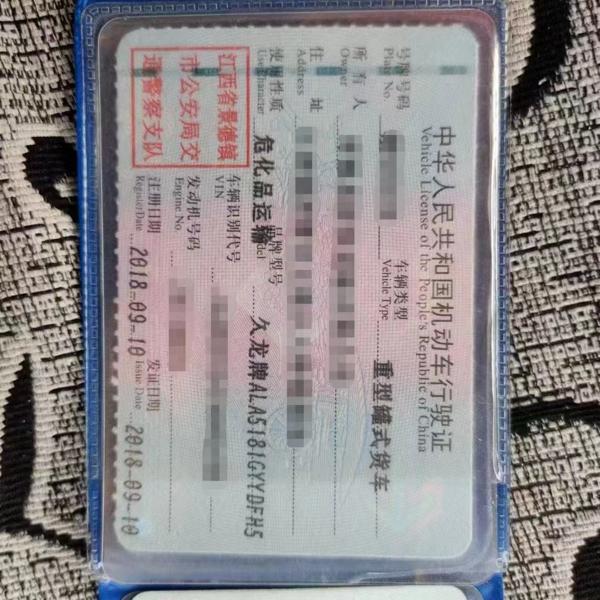 中华人民共和国机动车行驶证
Vehicle License of the People's Republic of China
号牌号码
Plate No.
车辆类型 重型罐式货车
Vehicle Type
所有人
Owner
住址
Address
使用性质 危化品运输
Use Character
品牌型号 久龙牌ALA5181GYYDFH5
Model
江西省景德镇
市公安局交
通警察支队
车辆识别代号
VIN
发动机号码
Engine No.
注册日期 2018-09-10
Register Date
发证日期 2018-09-10
Issue Date